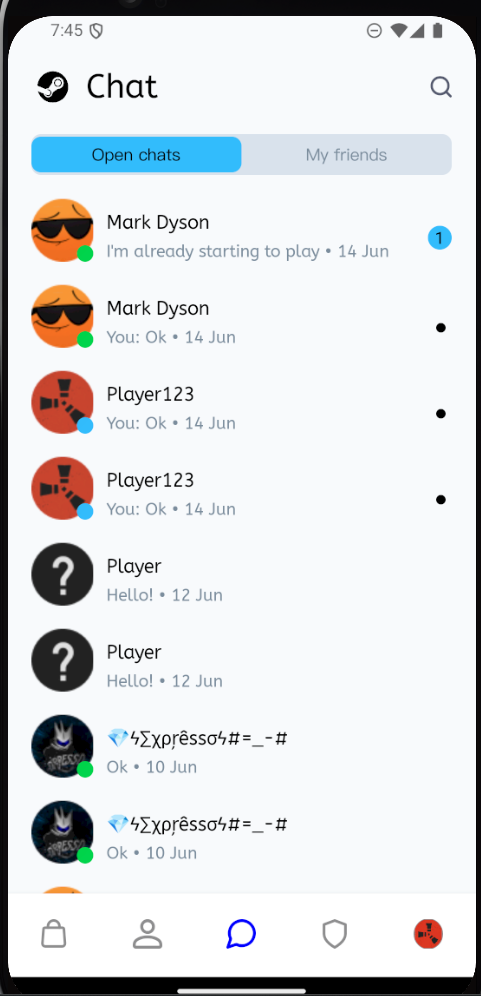 7:45
Chat
Open chats
My friends
Mark Dyson
I'm already starting to play • 14 Jun
1
Mark Dyson
You: Ok • 14 Jun
Player123
You: Ok • 14 Jun
Player123
You: Ok • 14 Jun
?
Player
Hello! • 12 Jun
?
Player
Hello! • 12 Jun
💎ϟ∑χρŗêssσϟ#=_-#
Ok • 10 Jun
💎ϟ∑χρŗêssσϟ#=_-#
Ok • 10 Jun